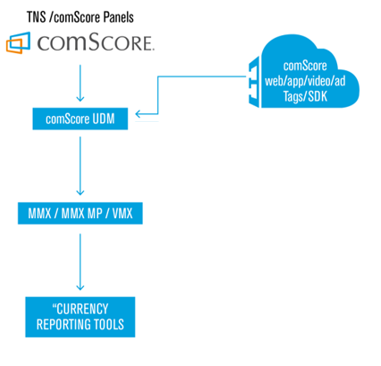 TNS /comScore Panels
comScore.
comScore
web/app/video/ad
Tags/SDK
comScore UDM
MMX / MMX MP / VMX
“CURRENCY
REPORTING TOOLS